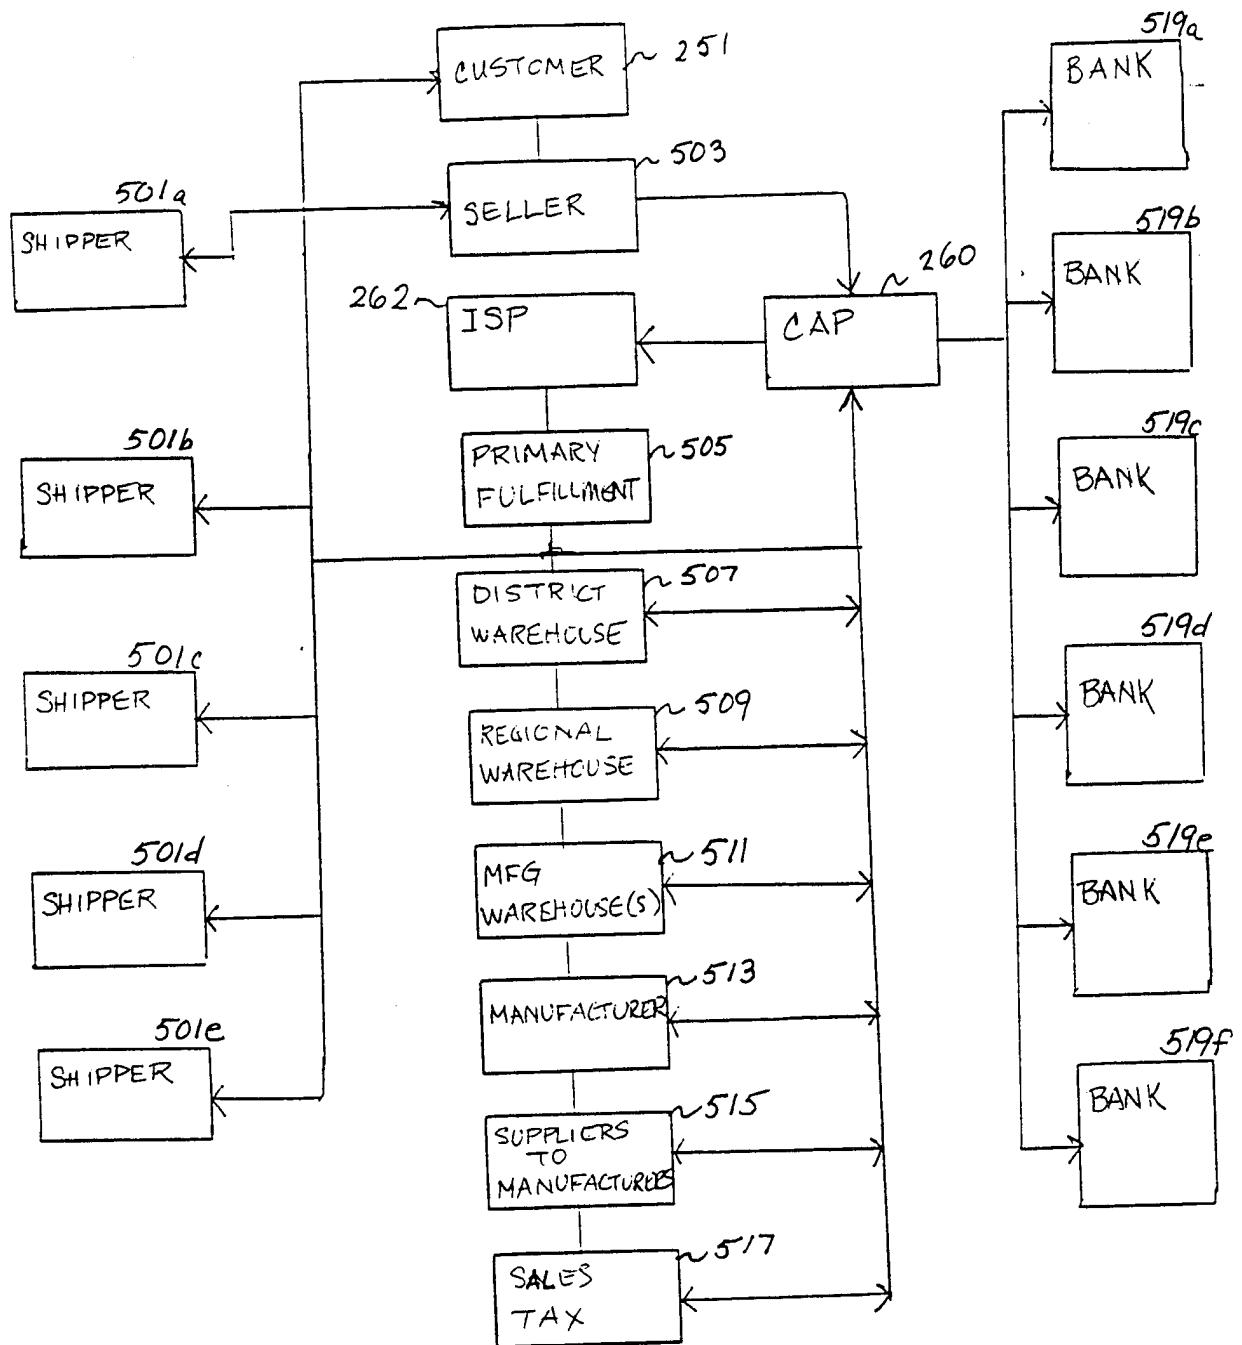 519a
251
CUSTOMER
BANK
503
501a
SELLER
SHIPPER
519b
BANK
260
262
ISP
CAP
501b
SHIPPER
505
PRIMARY
FULFILLMENT
519c
BANK
507
DISTRICT
WAREHOUSE
501c
SHIPPER
519d
BANK
509
REGIONAL
WAREHOUSE
501d
SHIPPER
511
MFG
WAREHOUSE(S)
519e
BANK
513
MANUFACTURER
501e
SHIPPER
519f
BANK
515
SUPPLIERS
TO
MANUFACTURERS
517
SALES
TAX